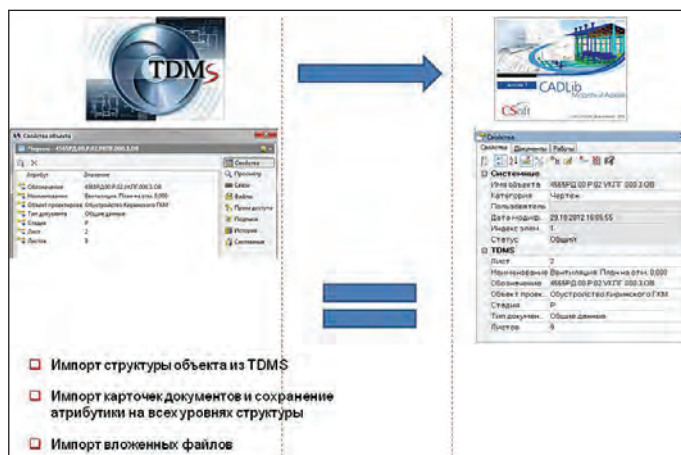 TDMS
CADLib
Модель и Архив
CSoft
Свойства объекта
Чертеж - 4565РД.00.Р.02.УКПГ.000.3.ОВ
Атрибут Значение
Обозначение 4565РД.00.Р.02.УКПГ.000.3.ОВ
Наименование Вентиляция. План на отм. 0,000
Объект проектирова Обустройство Киринского ГКМ
Тип документа Общие данные
Стадия Р
Лист 2
Листов 9
Свойства
Просмотр
Связи
Файлы
Права доступа
Подписи
История
Системные
Свойства
Свойства Документы Работы
Системные
Имя объекта 4565РД.00.Р.02.УКПГ.000.3.ОВ
Категория Чертеж
Пользователь
Дата модиф. 29.10.2012 16:05:55
Индекс элем. 1
Статус Общий
TDMS
Лист 2
Наименование Вентиляция. План на отм. 0,000
Обозначение 4565РД.00.Р.02.УКПГ.000.3.ОВ
Объект проек... Обустройство Киринского ГКМ
Стадия Р
Тип докумен... Общие данные
Листов 9
Импорт структуры объекта из TDMS
Импорт карточек документов и сохранение
атрибутики на всех уровнях структуры
Импорт вложенных файлов